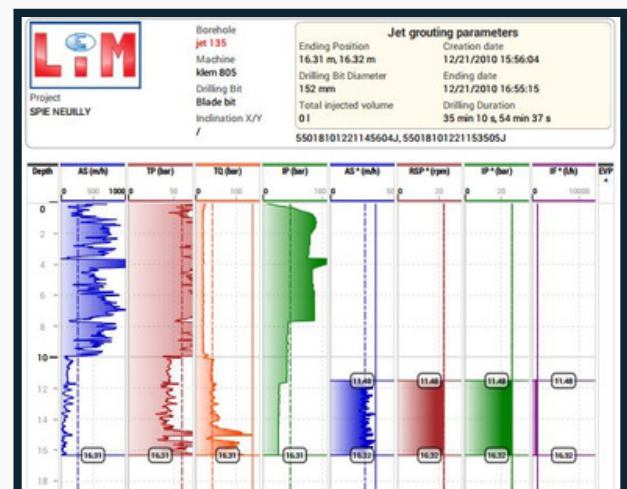 LiM
Project
SPIE NEUILLY
Borehole
jet 135
Machine
klem 805
Drilling Bit
Blade bit
Inclination X/Y
/
Jet grouting parameters
Ending Position
16.31 m, 16.32 m
Drilling Bit Diameter
152 mm
Total injected volume
0 l
Creation date
12/21/2010 15:56:04
Ending date
12/21/2010 16:55:15
Drilling Duration
35 min 10 s, 54 min 37 s
55018101221145604J, 55018101221153505J
Depth AS (m/h) TP (bar) TQ (bar) IP (bar) AS * (m/h) RSP * (rpm) IP * (bar) IF * (l/h) EVP
0 500 1000 0 50 0 500 0 100 0 50 0 20 0 20 0 10000
0
2
4
6
8
10
11.48 11.48 11.48 11.48
12
14
16
16.31 16.31 16.31 16.31 16.32 16.32 16.32 16.32
18